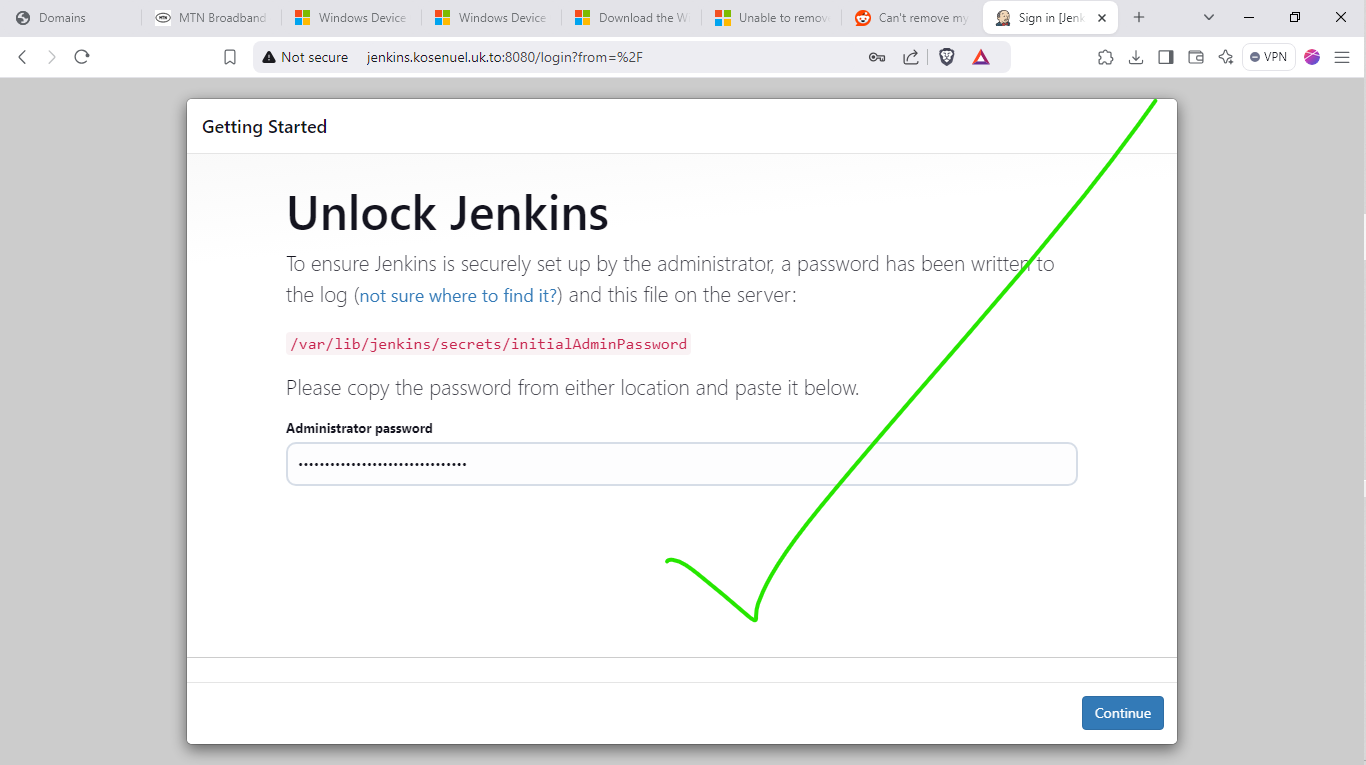 Domains
MTN Broadband
Windows Device
Windows Device
Download the W
Unable to remov
Can't remove my
Sign in [Jenk
Not secure
jenkins.kosenuel.uk.to:8080/login?from=%2F
VPN
Getting Started
Unlock Jenkins
To ensure Jenkins is securely set up by the administrator, a password has been written to
the log (not sure where to find it?) and this file on the server:
/var/lib/jenkins/secrets/initialAdminPassword
Please copy the password from either location and paste it below.
Administrator password
••••••••••••••••••••••••••••••••
Continue